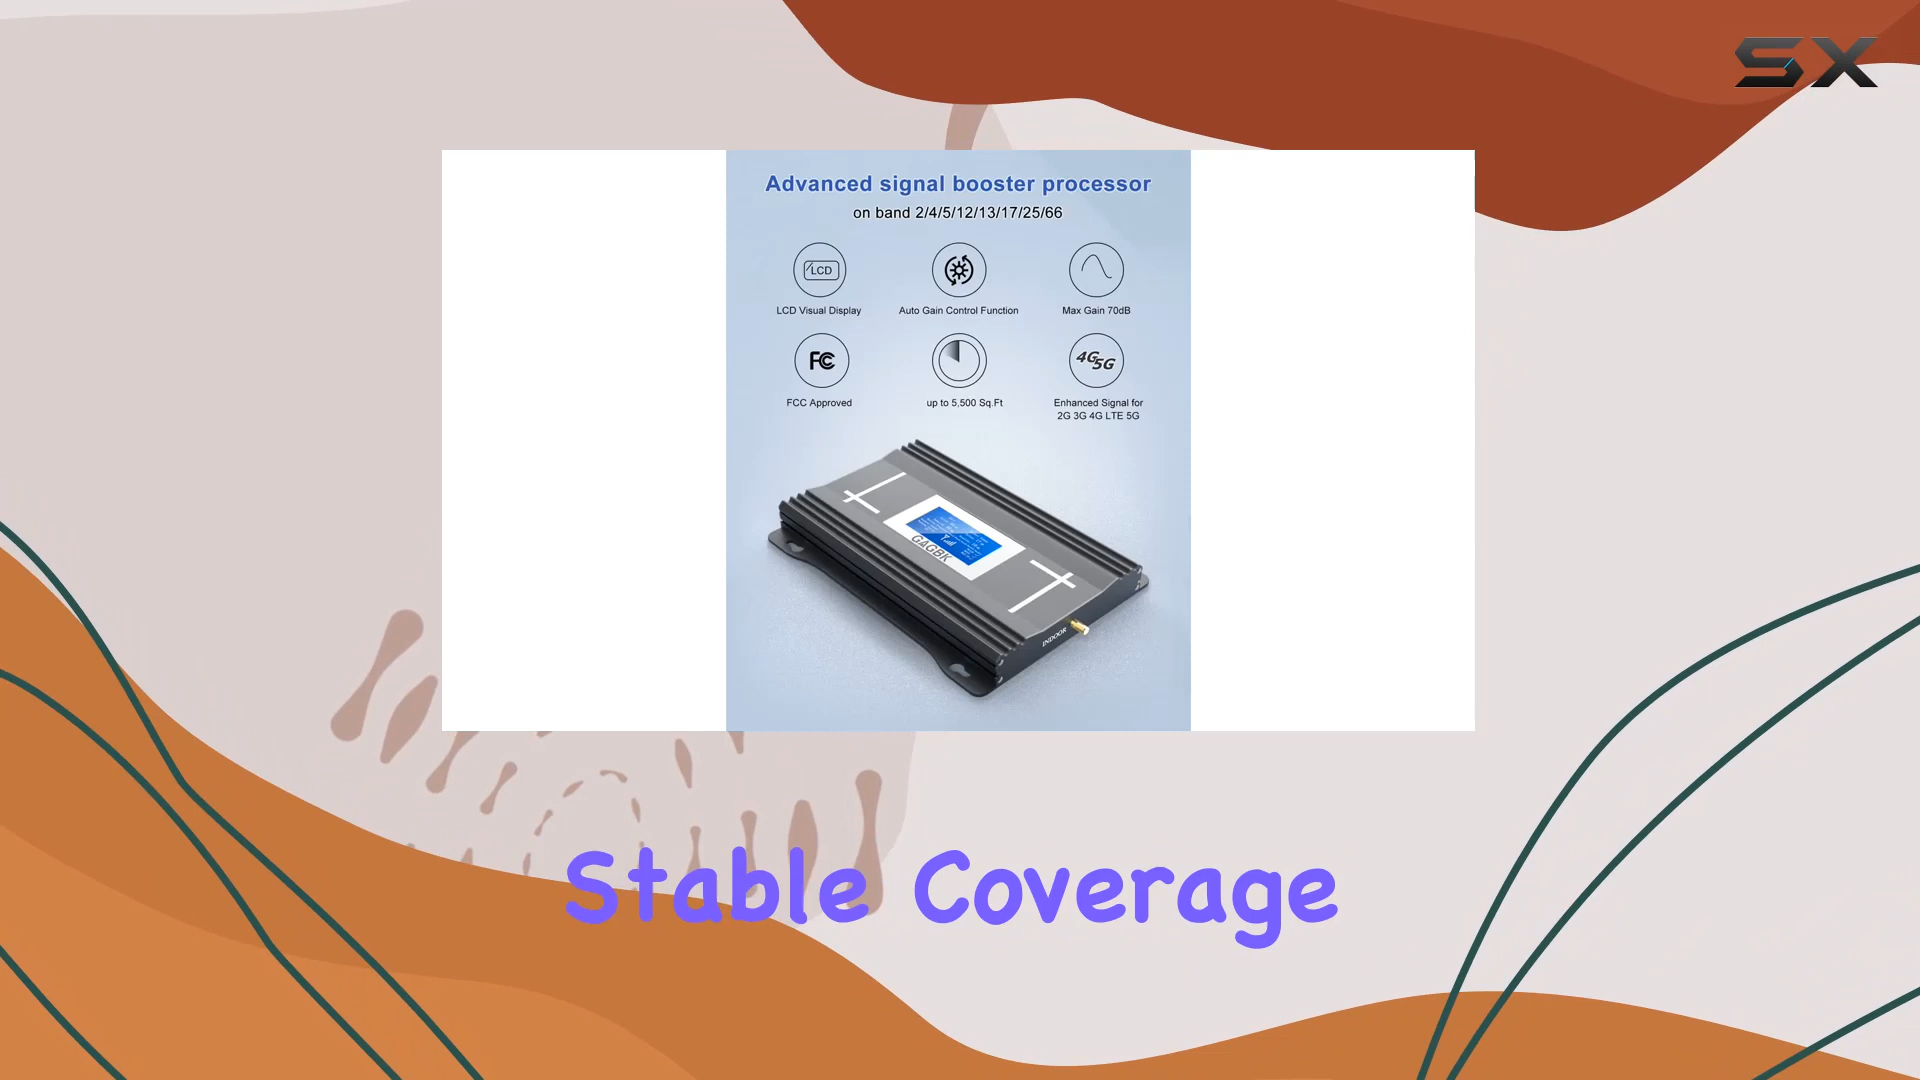 SX
Advanced signal booster processor
on band 2/4/5/12/13/17/25/66
LCD
LCD Visual Display
Auto Gain Control Function
Max Gain 70dB
FC
FCC Approved
up to 5,500 Sq.Ft
4G 5G
Enhanced Signal for
2G 3G 4G LTE 5G
GAGBK
INDOOR
Stable Coverage